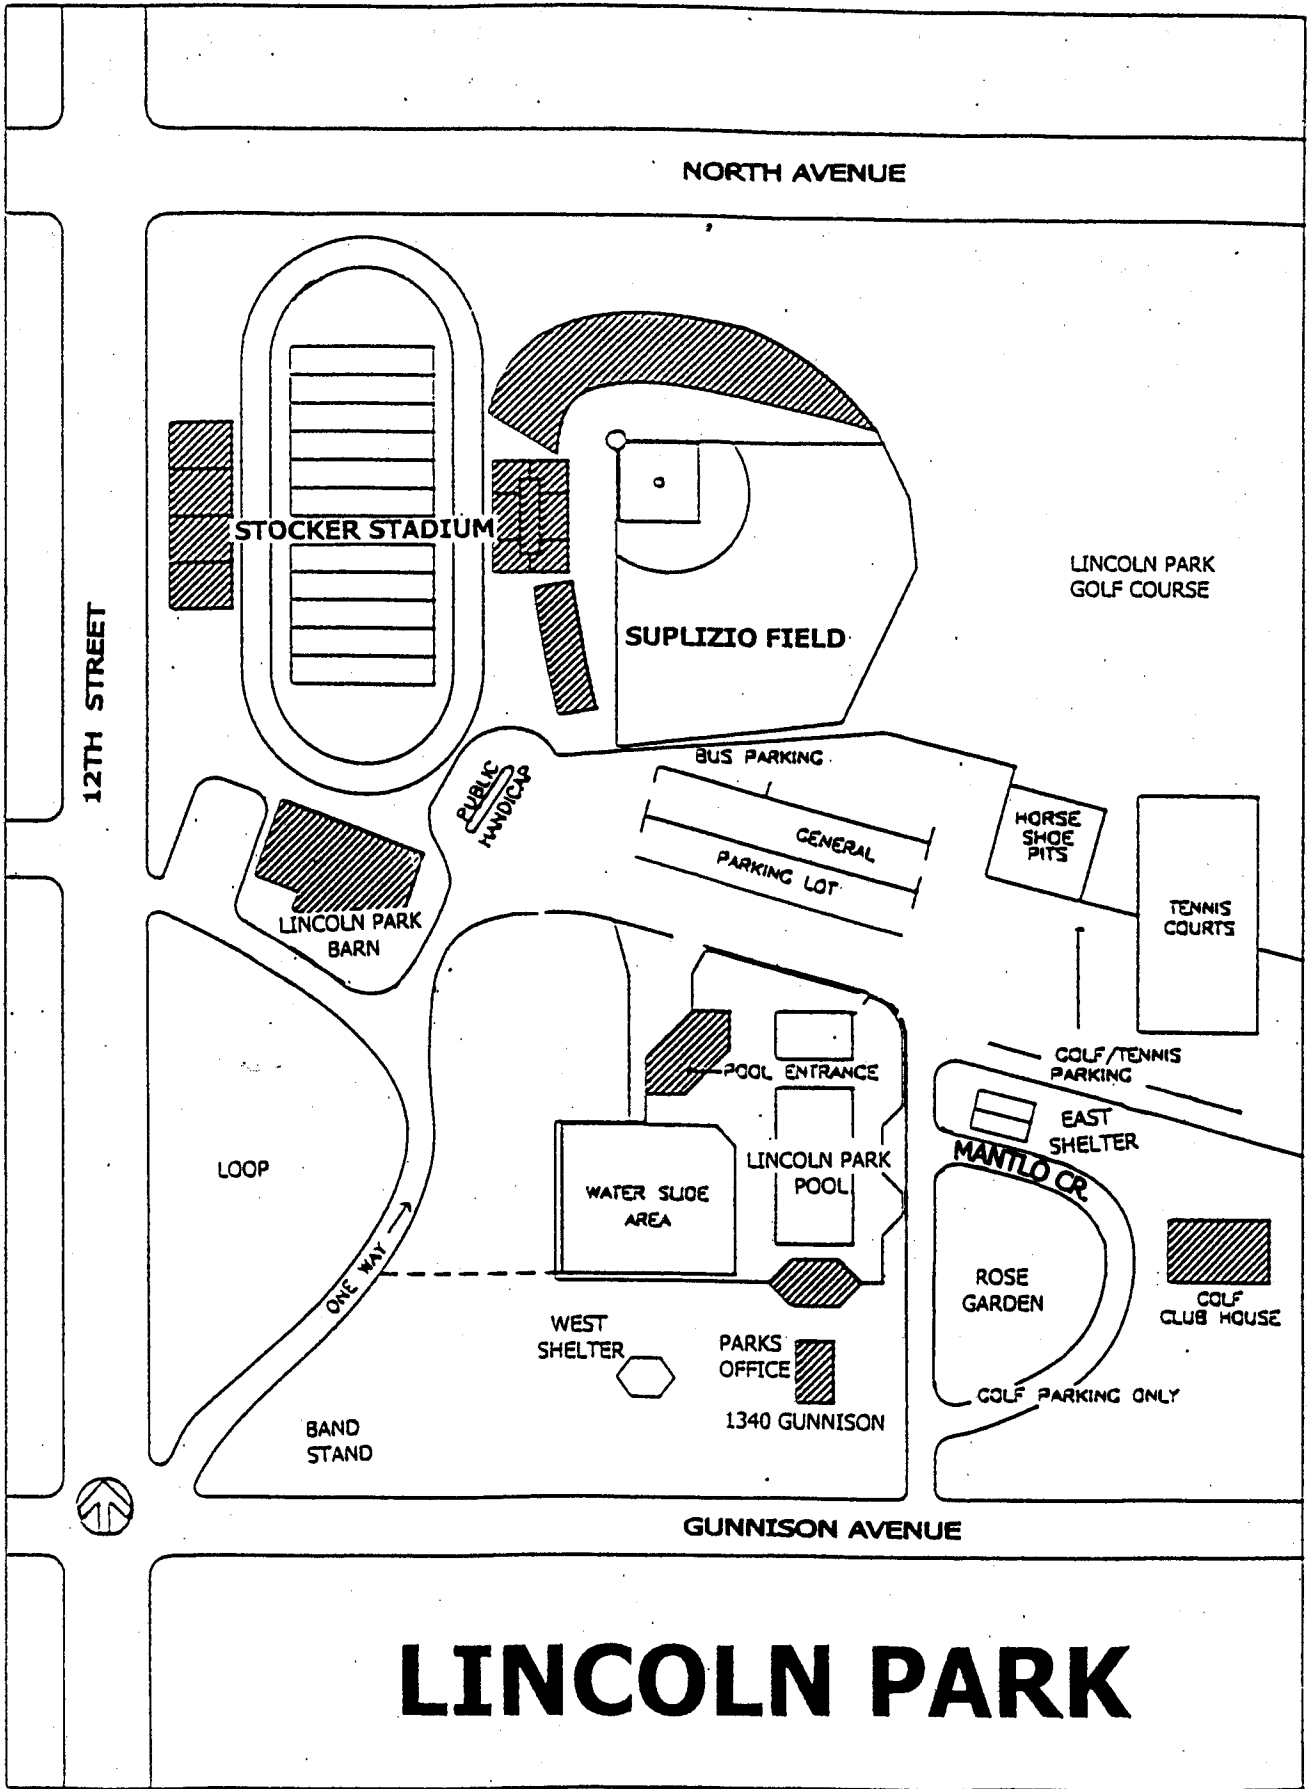 NORTH AVENUE
STOCKER STADIUM
LINCOLN PARK
GOLF COURSE
12TH STREET
SUPLIZIO FIELD
BUS PARKING
PUBLIC
HANDICAP
GENERAL
PARKING LOT
HORSE
SHOE
PITS
TENNIS
COURTS
LINCOLN PARK
BARN
GOLF/TENNIS
PARKING
POOL ENTRANCE
EAST
SHELTER
MANTLO CR.
LOOP
LINCOLN PARK
POOL
WATER SLIDE
AREA
ONE WAY
ROSE
GARDEN
GOLF
CLUB HOUSE
WEST
SHELTER
PARKS
OFFICE
1340 GUNNISON
GOLF PARKING ONLY
BAND
STAND
GUNNISON AVENUE
LINCOLN PARK